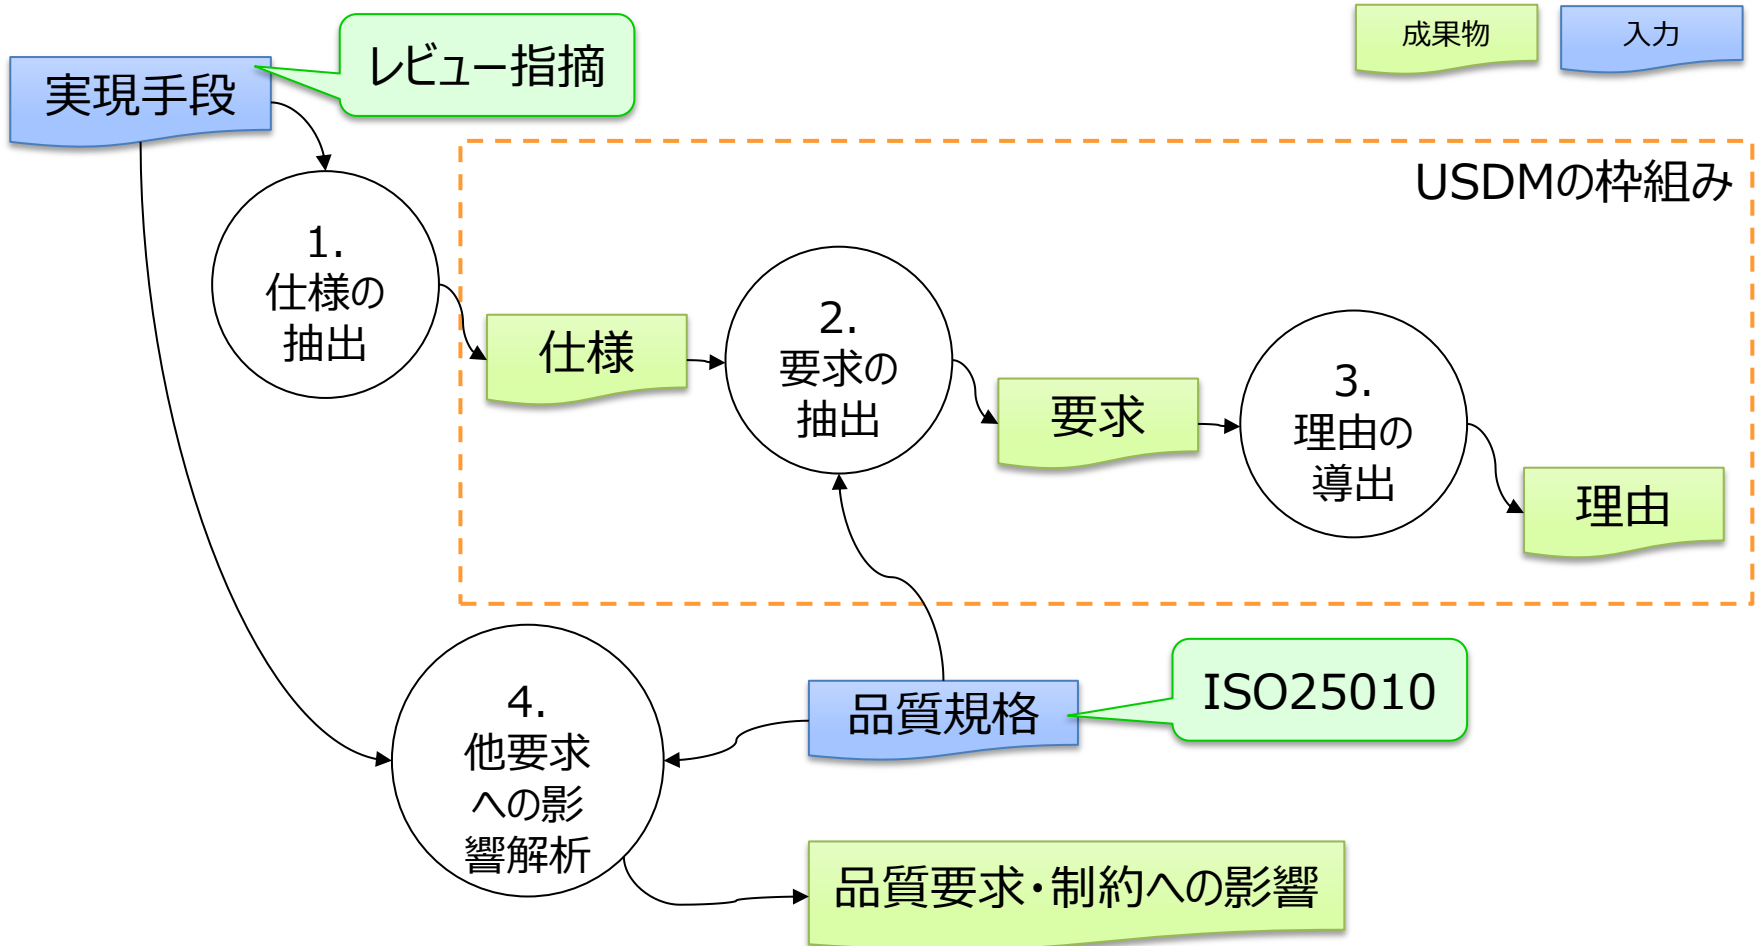 レビュー指摘
成果物
入力
実現手段
USDMの枠組み
1.
仕様の
抽出
仕様
2.
要求の
抽出
要求
3.
理由の
導出
理由
4.
他要求
への影
響解析
品質規格
ISO25010
品質要求・制約への影響